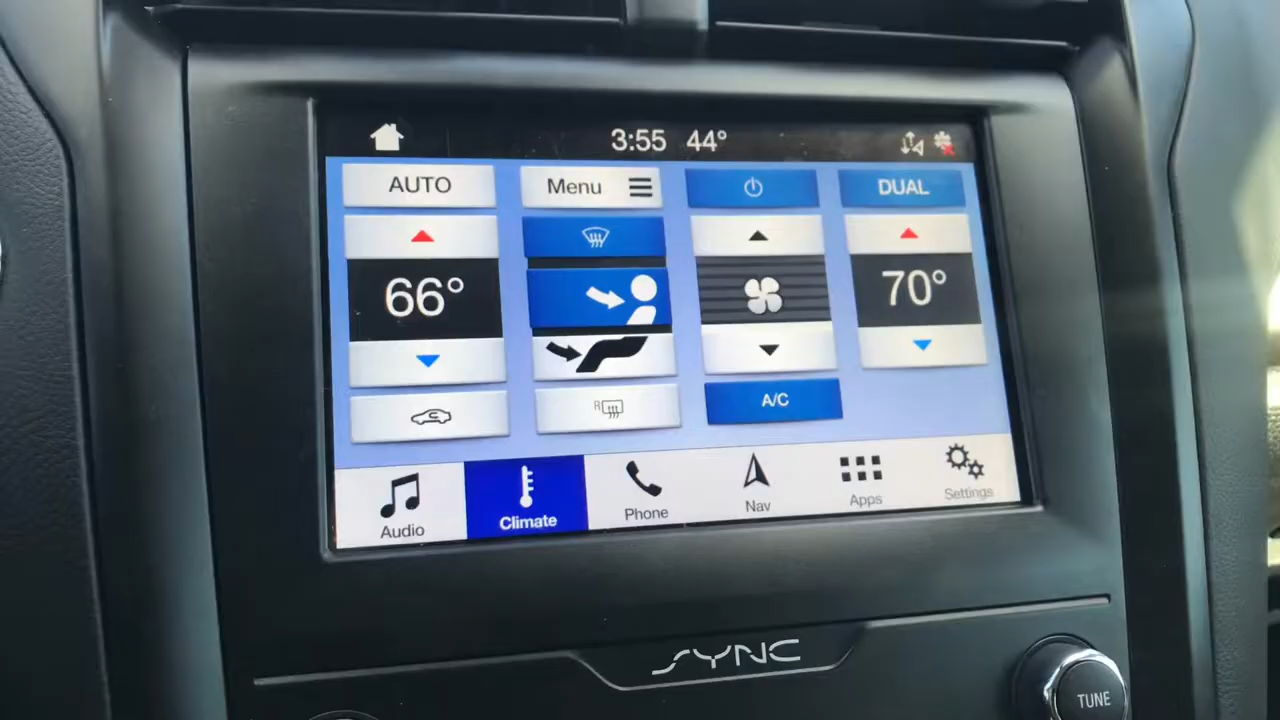 3:55 44°
AUTO
Menu
DUAL
66°
70°
A/C
R
Audio
Climate
Phone
Nav
Apps
Settings
SYNC
TUNE